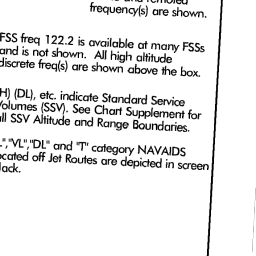 frequency(s) are shown.
FSS freq 122.2 is available at many FSSs
and is not shown. All high altitude
discrete freq(s) are shown above the box.
H) (DL), etc. indicate Standard Service
Volumes (SSV). See Chart Supplement for
all SSV Altitude and Range Boundaries.
","VL","DL" and "T" category NAVAIDS
ocated off Jet Routes are depicted in screen
lack.